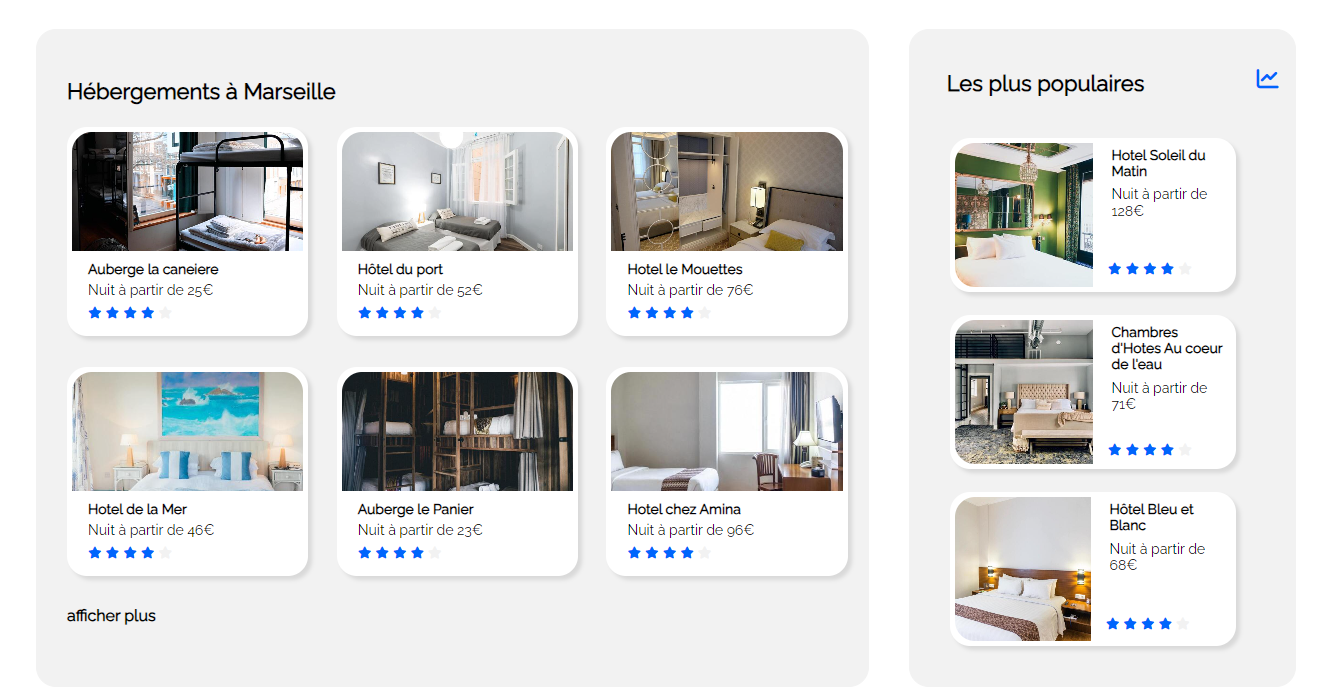 Hébergements à Marseille
Auberge la caneiere
Nuit à partir de 25€
Hôtel du port
Nuit à partir de 52€
Hotel le Mouettes
Nuit à partir de 76€
Hotel de la Mer
Nuit à partir de 46€
Auberge le Panier
Nuit à partir de 23€
Hotel chez Amina
Nuit à partir de 96€
afficher plus
Les plus populaires
Hotel Soleil du
Matin
Nuit à partir de
128€
Chambres
d'Hotes Au coeur
de l'eau
Nuit à partir de
71€
Hôtel Bleu et
Blanc
Nuit à partir de
68€